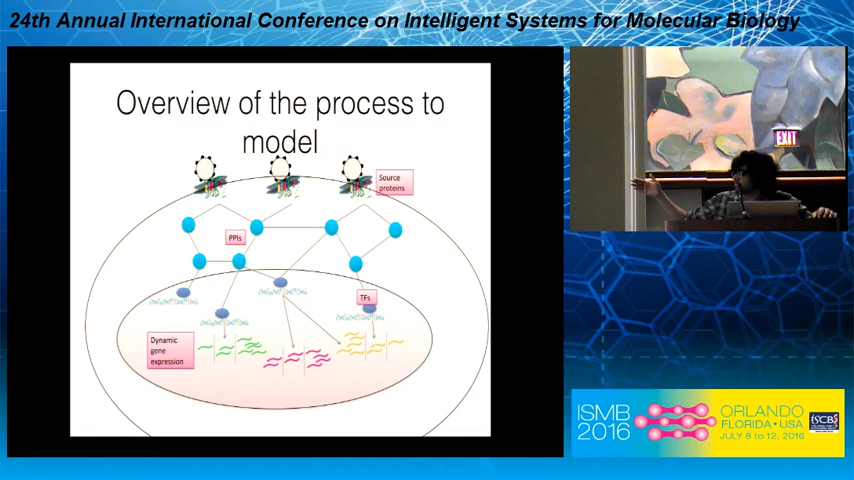 24th Annual International Conference on Intelligent Systems for Molecular Biology
Overview of the process to
model
Source
proteins
PPIs
TFs
Dynamic
gene
expression
EXIT
ISMB
2016
ORLANDO
FLORIDA • USA
JULY 8 to 12, 2016
ISCB